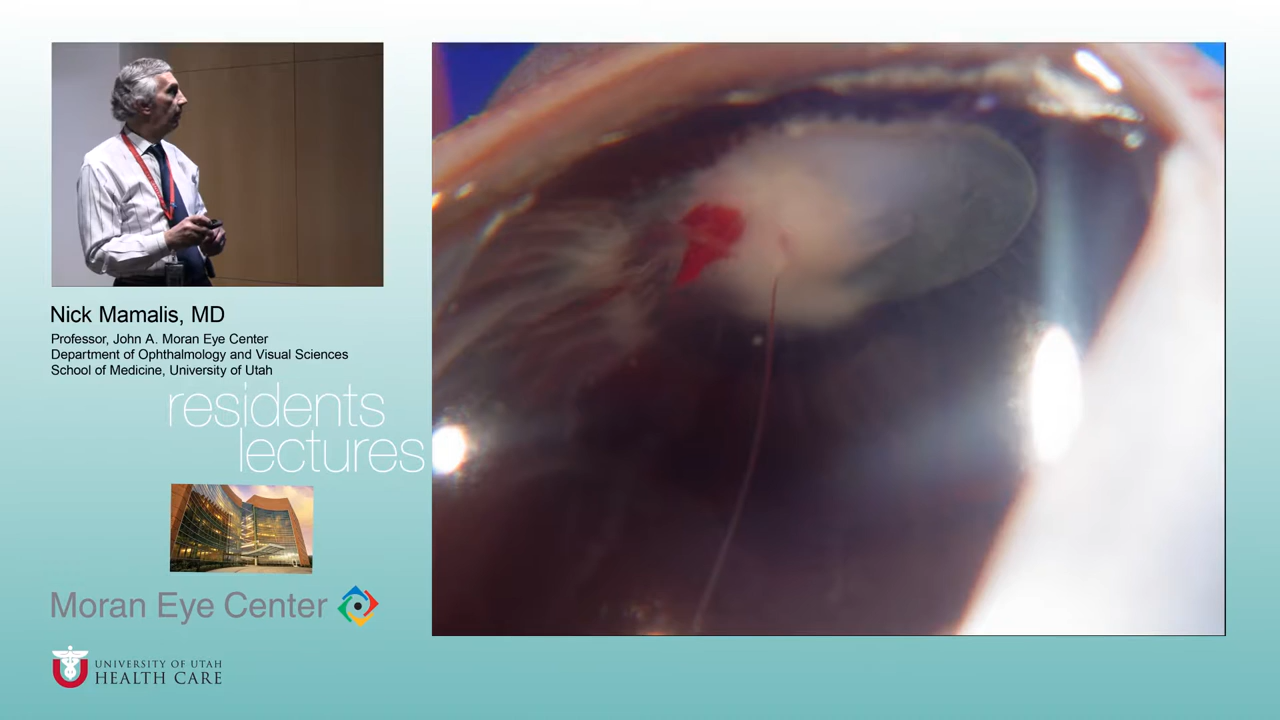 Nick Mamalis, MD
Professor, John A. Moran Eye Center
Department of Ophthalmology and Visual Sciences
School of Medicine, University of Utah
residents
lectures
Moran Eye Center
UNIVERSITY OF UTAH
HEALTH CARE